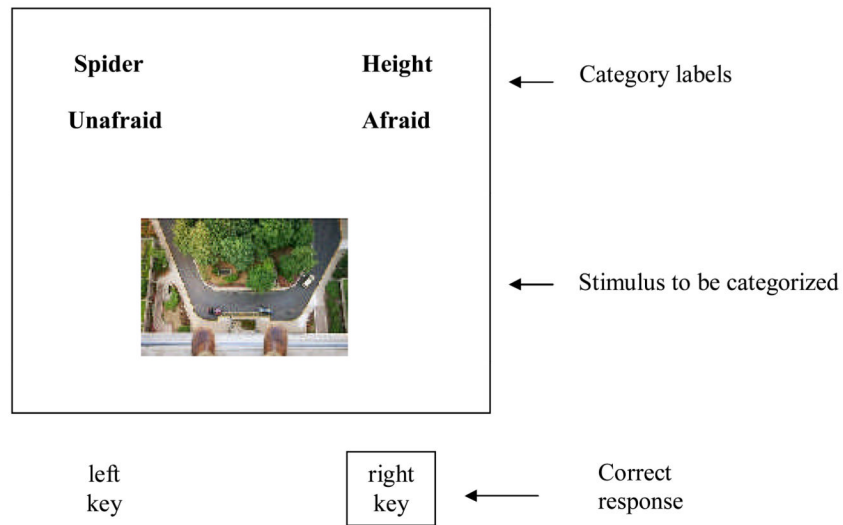 Spider Height
Category labels
Unafraid Afraid
Stimulus to be categorized
left right Correct
key key response